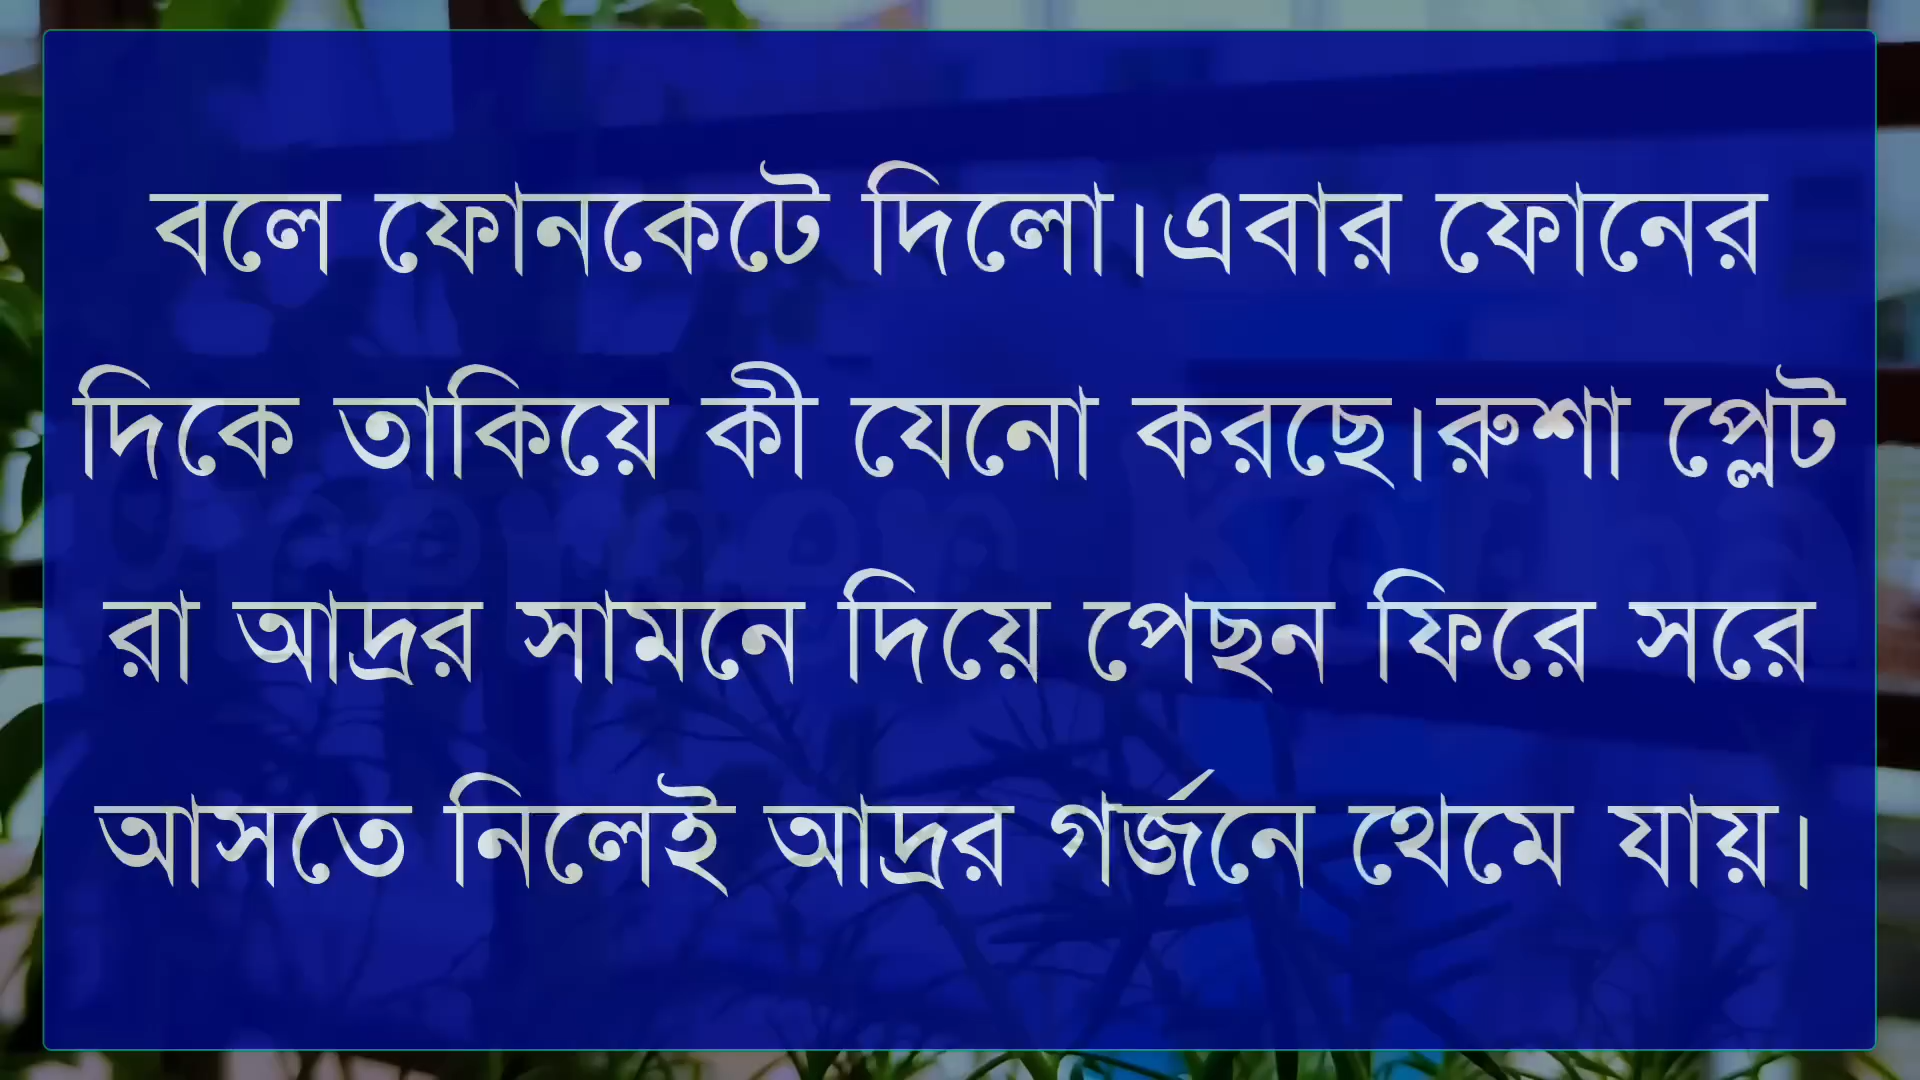 বলে ফোনকেটে দিলো।এবার ফোনের
দিকে তাকিয়ে কী যেনো করছে।রুশা প্লেট
রা আদ্রর সামনে দিয়ে পেছন ফিরে সরে
আসতে নিলেই আদ্রর গর্জনে থেমে যায়।